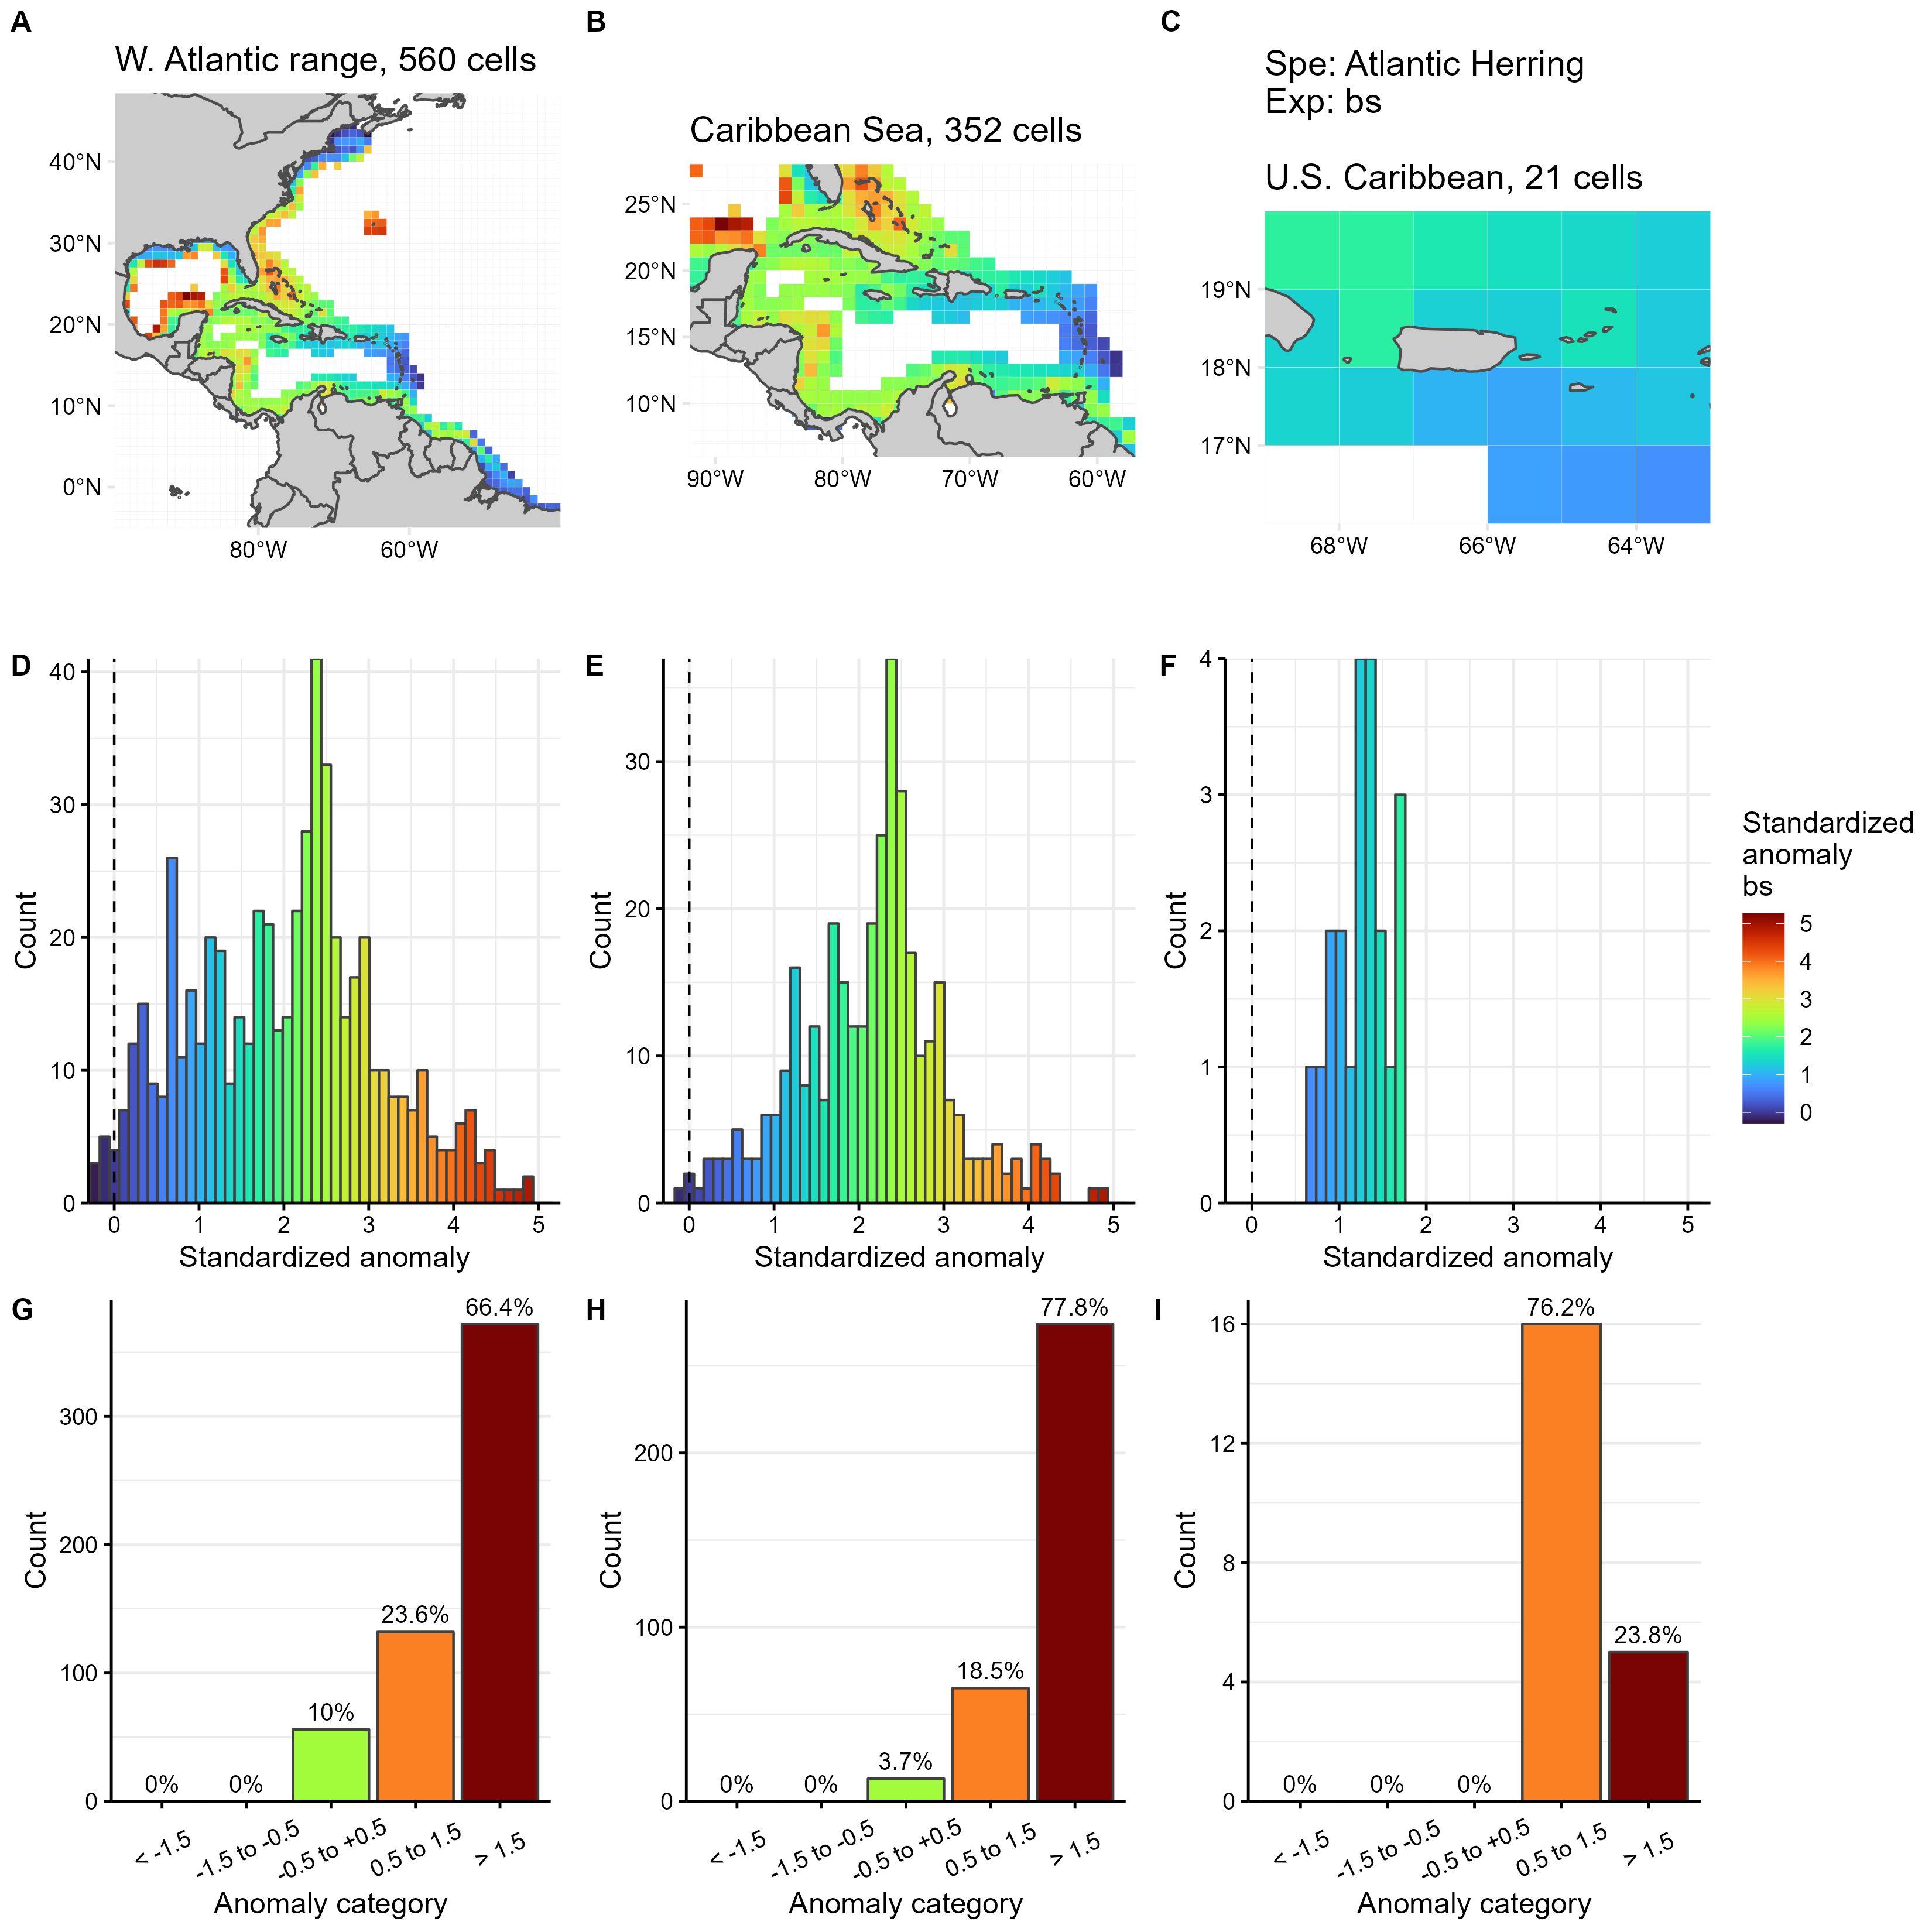 A
B
C
W. Atlantic range, 560 cells
Caribbean Sea, 352 cells
Spe: Atlantic Herring
Exp: bs
U.S. Caribbean, 21 cells
40°N
30°N
20°N
10°N
0°N
80°W
60°W
25°N
20°N
15°N
10°N
90°W
80°W
70°W
60°W
19°N
18°N
17°N
68°W
66°W
64°W
D
40
30
20
10
0
Count
0
1
2
3
4
5
Standardized anomaly
E
30
20
10
0
Count
0
1
2
3
4
5
Standardized anomaly
F
4
3
2
1
0
Count
0
1
2
3
4
5
Standardized anomaly
Standardized
anomaly
bs
5
4
3
2
1
0
G
300
200
100
0
Count
0%
0%
10%
23.6%
66.4%
< -1.5
-1.5 to -0.5
-0.5 to +0.5
0.5 to 1.5
> 1.5
Anomaly category
H
200
100
0
Count
0%
0%
3.7%
18.5%
77.8%
< -1.5
-1.5 to -0.5
-0.5 to +0.5
0.5 to 1.5
> 1.5
Anomaly category
I
16
12
8
4
0
Count
0%
0%
0%
76.2%
23.8%
< -1.5
-1.5 to -0.5
-0.5 to +0.5
0.5 to 1.5
> 1.5
Anomaly category